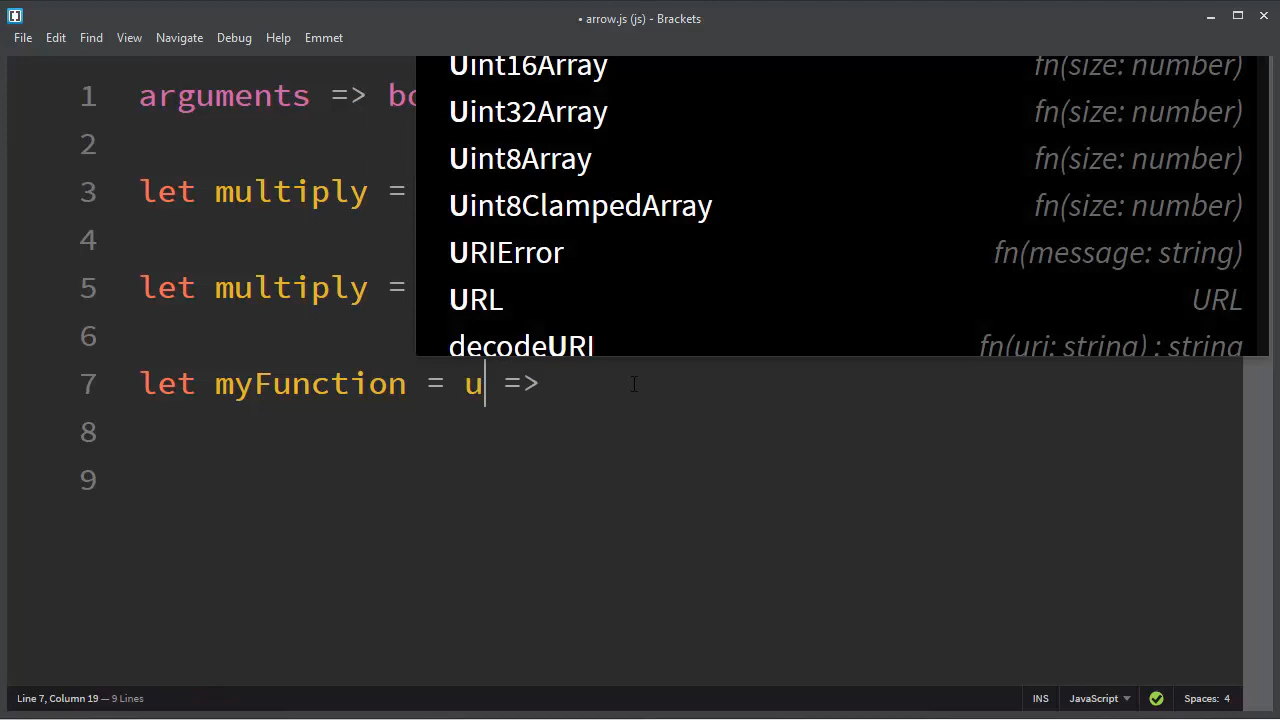 • arrow.js (js) - Brackets
File Edit Find View Navigate Debug Help Emmet
1 arguments => bo
Uint16Array fn(size: number)
Uint32Array fn(size: number)
2
Uint8Array fn(size: number)
3 let multiply =
Uint8ClampedArray fn(size: number)
4
URIError fn(message: string)
5 let multiply =
URL URL
6
decodeURI fn(uri: string) : string
7 let myFunction = u =>
8
9
Line 7, Column 19 — 9 Lines INS JavaScript Spaces: 4